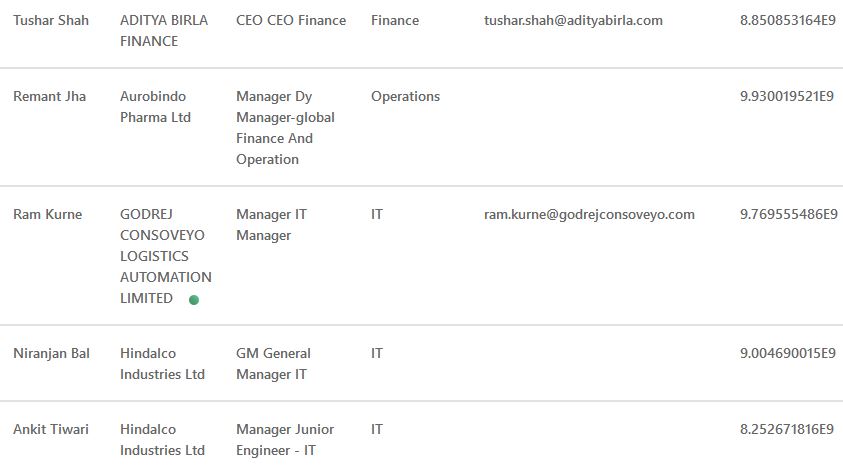 Tushar Shah ADITYA BIRLA CEO CEO Finance Finance tushar.shah@adityabirla.com 8.850853164E9
FINANCE
Remant Jha Aurobindo Manager Dy Operations 9.930019521E9
Pharma Ltd Manager-global
Finance And
Operation
Ram Kurne GODREJ Manager IT IT ram.kurne@godrejconsoveyo.com 9.769555486E9
CONSOVEYO Manager
LOGISTICS
AUTOMATION
LIMITED
Niranjan Bal Hindalco GM General IT 9.004690015E9
Industries Ltd Manager IT
Ankit Tiwari Hindalco Manager Junior IT 8.252671816E9
Industries Ltd Engineer - IT